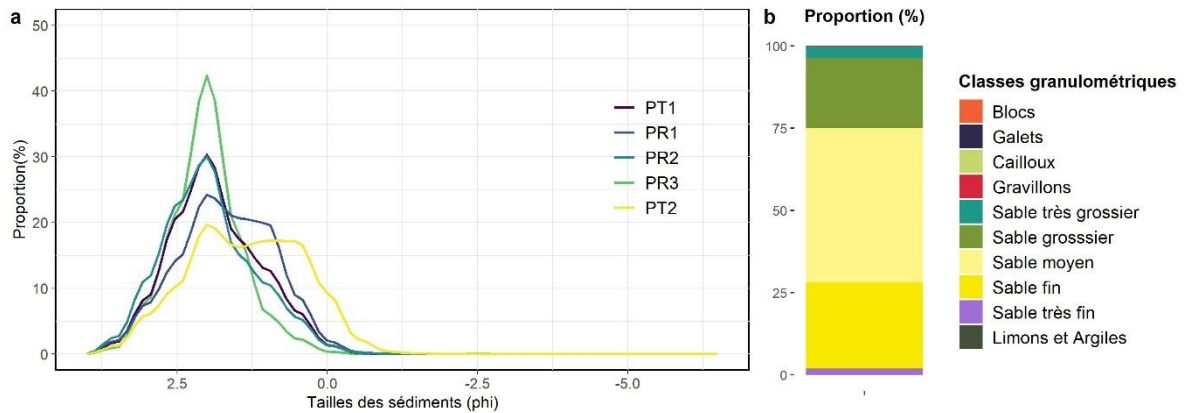 a
50
40
30
20
10
0
Proportion(%)
2.5 0.0 -2.5 -5.0
Tailles des sédiments (phi)
PT1
PR1
PR2
PR3
PT2
b Proportion (%)
100
75
50
25
0
Classes granulométriques
Blocs
Galets
Cailloux
Gravillons
Sable très grossier
Sable grosssier
Sable moyen
Sable fin
Sable très fin
Limons et Argiles